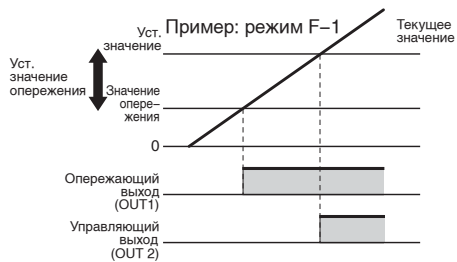 Пример: режим F−1
Текущее
значение
Уст.
значение
Уст.
значение
опережения
Значение
опере−
жения
0
Опережающий
выход
(OUT1)
Управляющий
выход
(OUT 2)